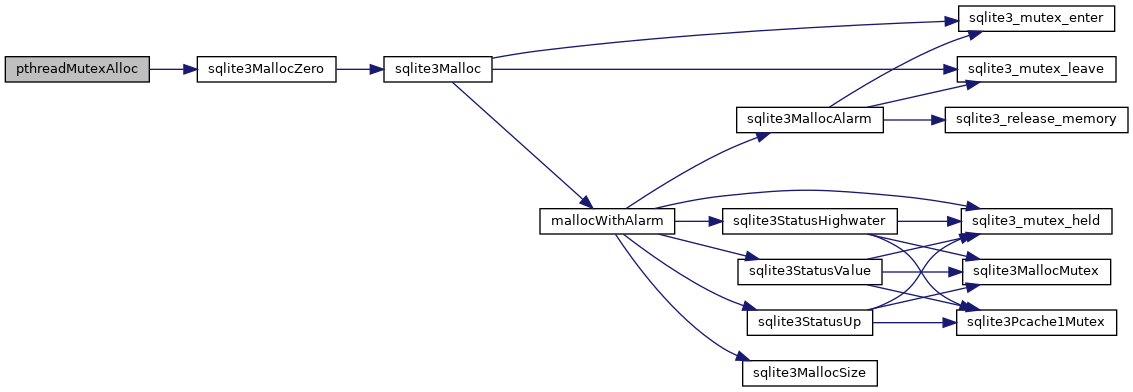 pthreadMutexAlloc
sqlite3MallocZero
sqlite3Malloc
sqlite3_mutex_enter
sqlite3_mutex_leave
sqlite3MallocAlarm
sqlite3_release_memory
mallocWithAlarm
sqlite3StatusHighwater
sqlite3_mutex_held
sqlite3StatusValue
sqlite3MallocMutex
sqlite3StatusUp
sqlite3Pcache1Mutex
sqlite3MallocSize